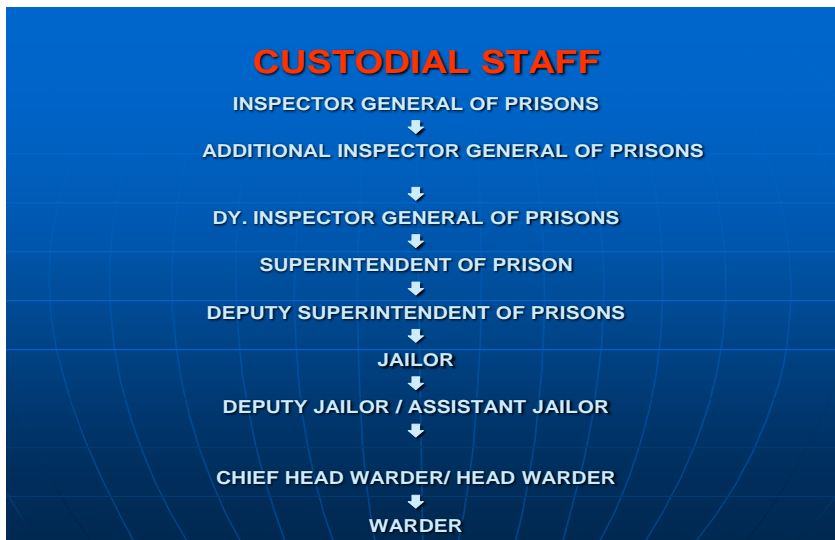 CUSTODIAL STAFF
INSPECTOR GENERAL OF PRISONS
ADDITIONAL INSPECTOR GENERAL OF PRISONS
DY. INSPECTOR GENERAL OF PRISONS
SUPERINTENDENT OF PRISON
DEPUTY SUPERINTENDENT OF PRISONS
JAILOR
DEPUTY JAILOR / ASSISTANT JAILOR
CHIEF HEAD WARDER/ HEAD WARDER
WARDER